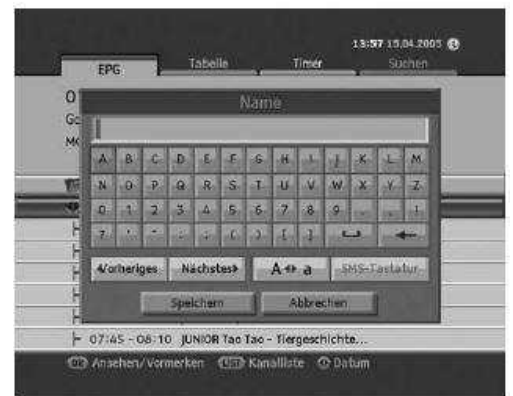 13:57 15.04.2005
EPG Tabelle Timer Suchen
Name
A B C D E F G H I J K L M
N O P Q R S T U V W X Y Z
0 1 2 3 4 5 6 7 8 9 . , !
? ' " : ; ( ) [ ]
Vorheriges Nächstes A a SMS-Tastatur
Speichern Abbrechen
07:45 - 08:10 JUNIOR Tao Tao - Tiergeschichte...
OK Ansehen/Vormerken LIST Kanalliste Datum